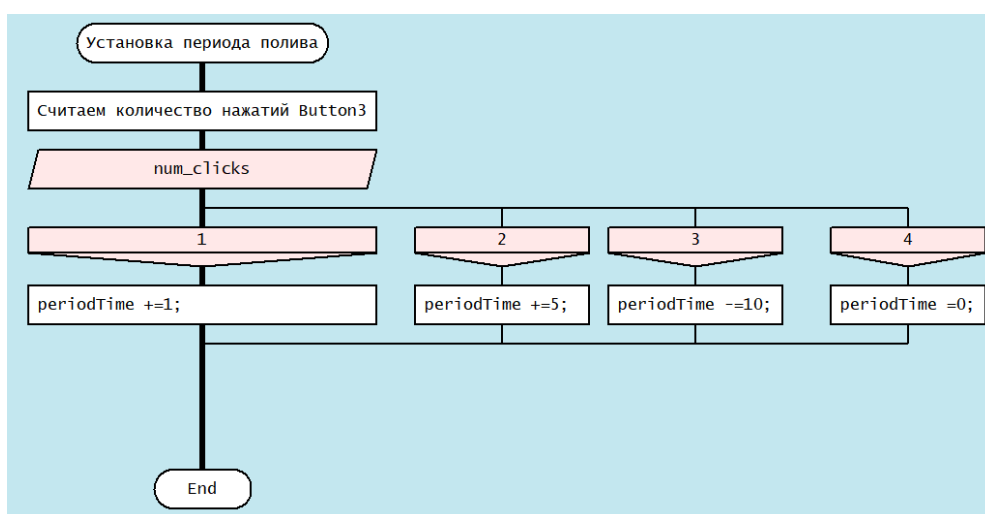 Установка периода полива
Считаем количество нажатий Button3
num_clicks
1
2
3
4
periodTime +=1;
periodTime +=5;
periodTime -=10;
periodTime =0;
End